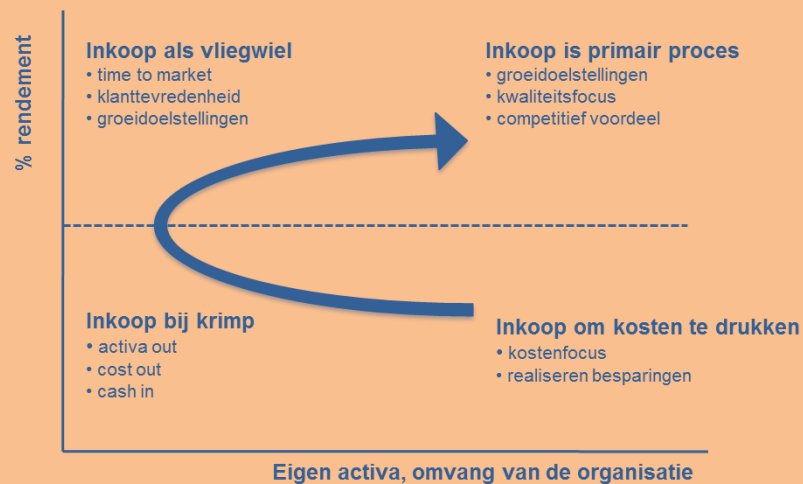 % rendement
Inkoop als vliegwiel
• time to market
• klanttevredenheid
• groeidoelstellingen
Inkoop is primair proces
• groeidoelstellingen
• kwaliteitsfocus
• competitief voordeel
Inkoop bij krimp
• activa out
• cost out
• cash in
Inkoop om kosten te drukken
• kostenfocus
• realiseren besparingen
Eigen activa, omvang van de organisatie